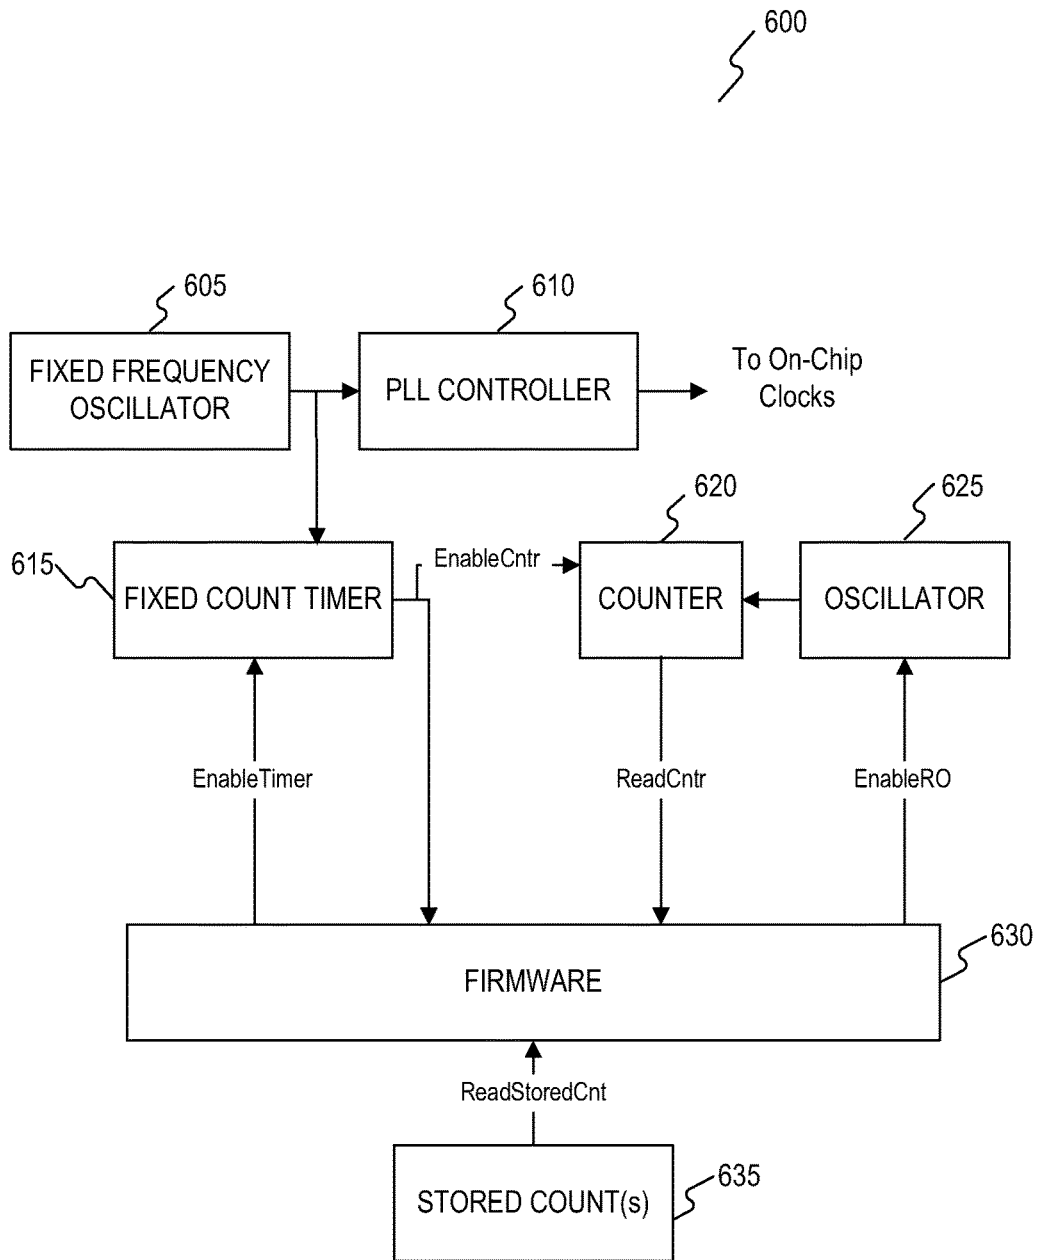 600
605
610
FIXED FREQUENCY
OSCILLATOR
PLL CONTROLLER
To On-Chip
Clocks
620
625
615
FIXED COUNT TIMER
EnableCntr
COUNTER
OSCILLATOR
EnableTimer
ReadCntr
EnableRO
630
FIRMWARE
ReadStoredCnt
635
STORED COUNT(s)